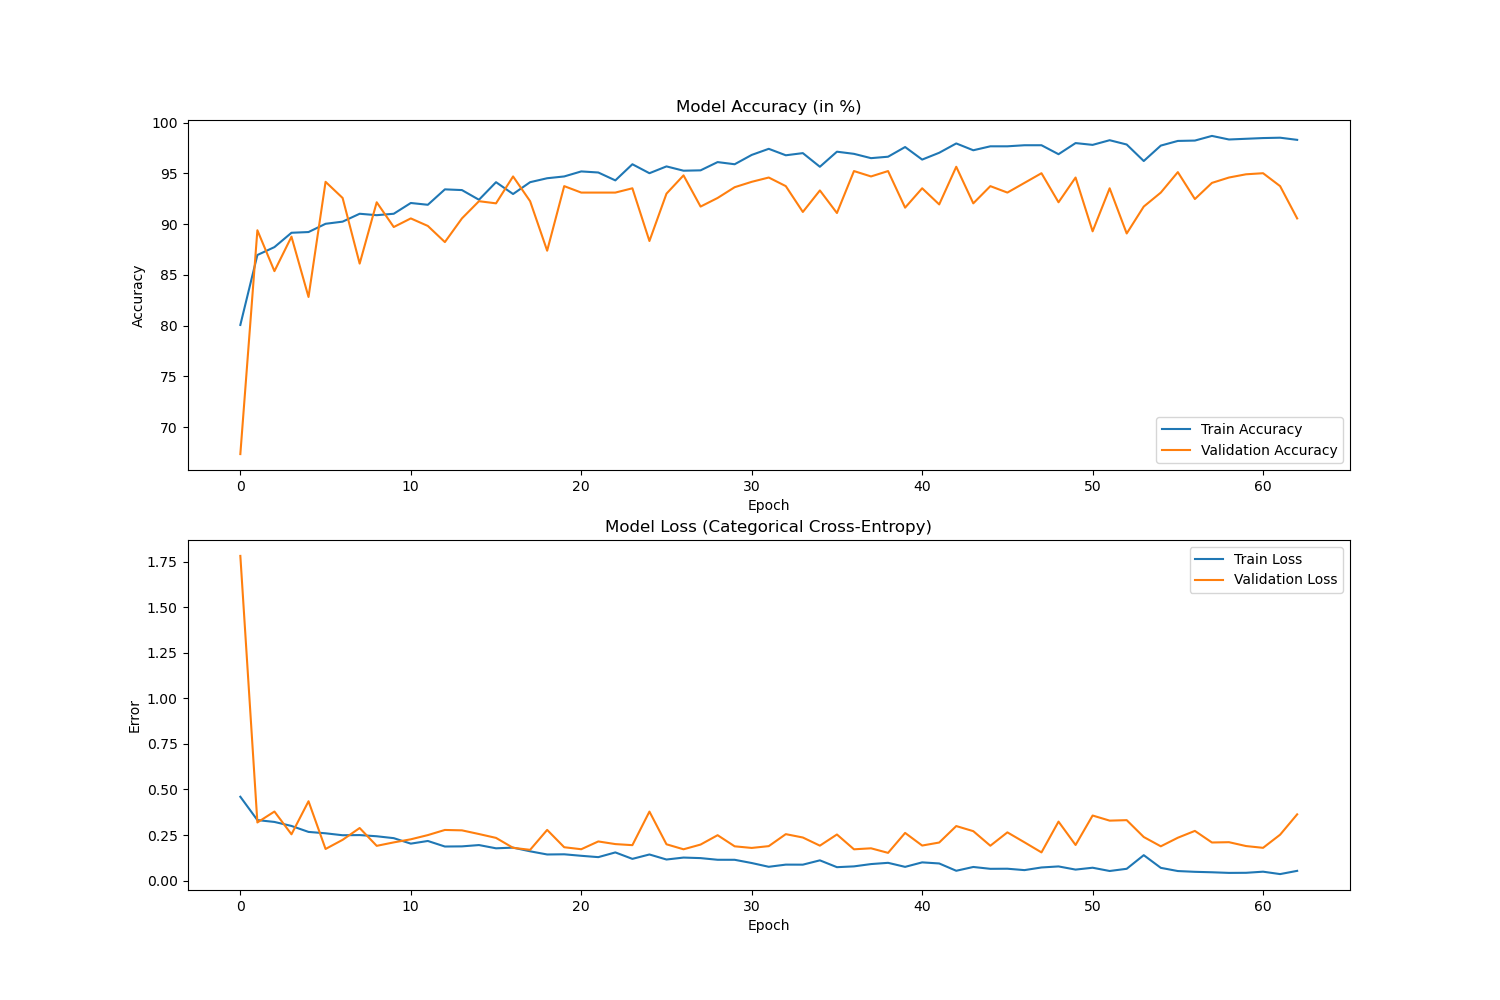 Model Accuracy (in %)
100
95
90
85
80
75
70
Accuracy
Train Accuracy
Validation Accuracy
0 10 20 30 40 50 60
Epoch
Model Loss (Categorical Cross-Entropy)
1.75
1.50
1.25
1.00
0.75
0.50
0.25
0.00
Error
Train Loss
Validation Loss
0 10 20 30 40 50 60
Epoch